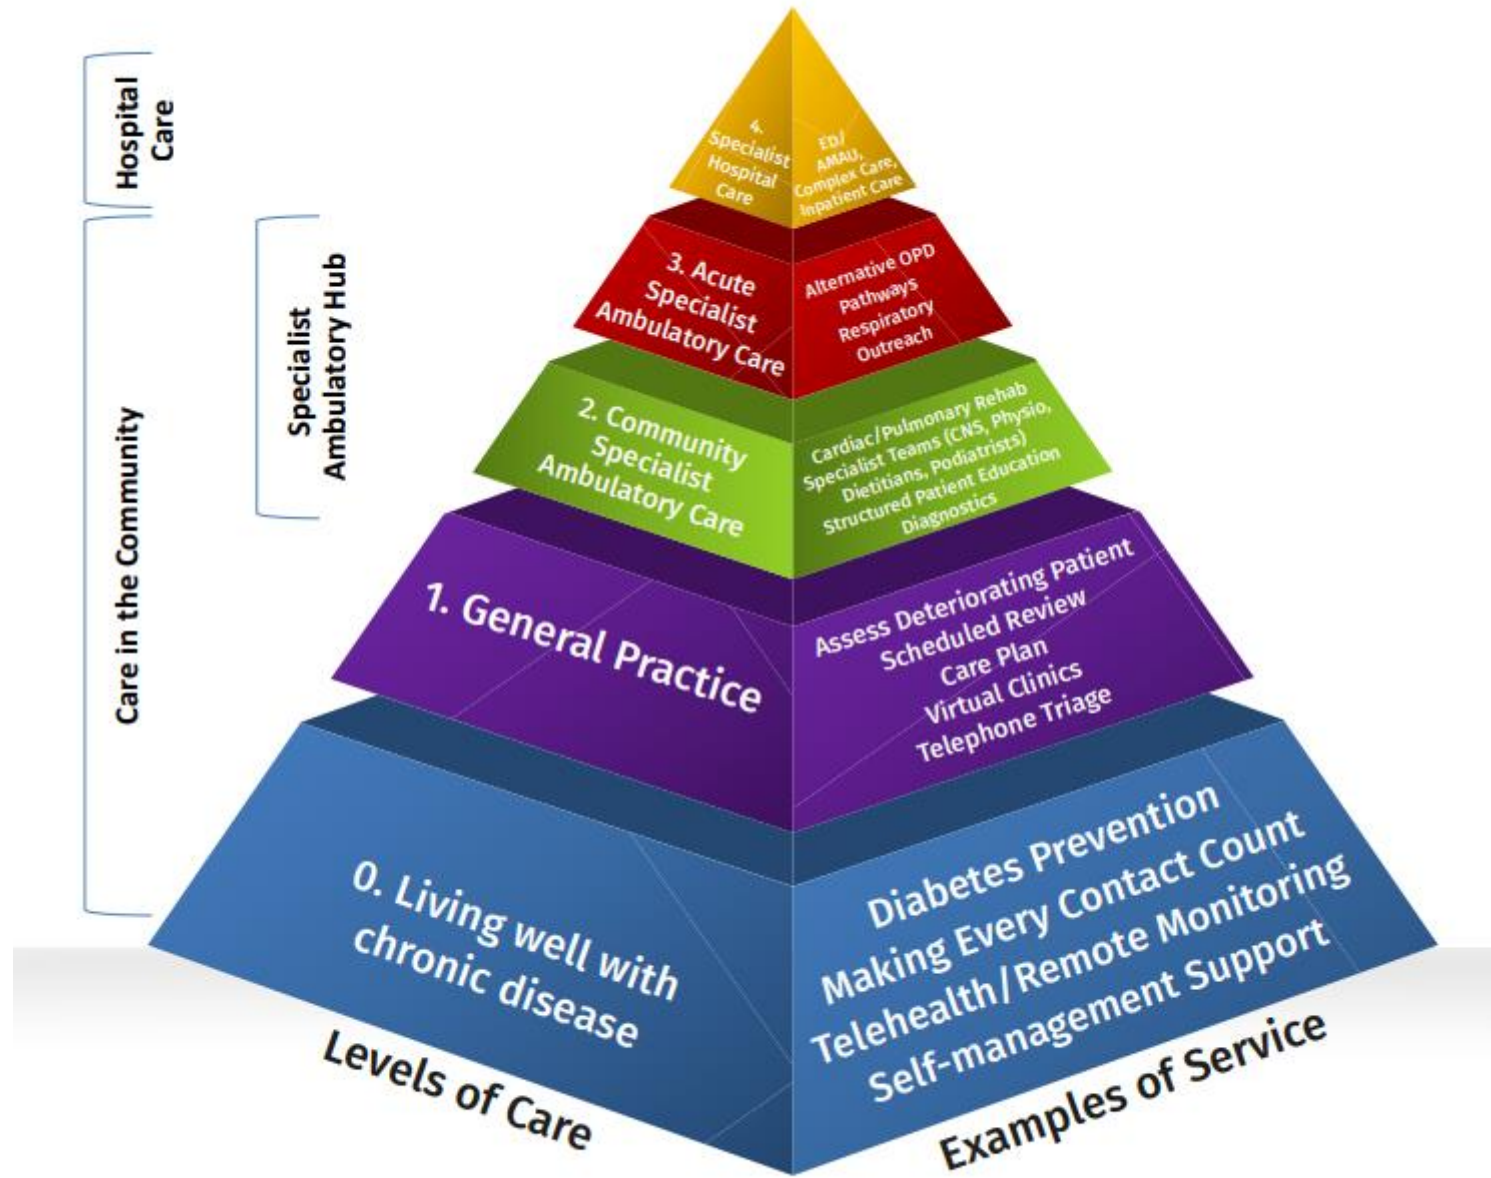 Hospital
Care
Care in the Community
Specialist
Ambulatory Hub
4.
Specialist
Hospital
Care
ED/
AMAU,
Complex Care,
Inpatient Care
3. Acute
Specialist
Ambulatory Care
Alternative OPD
Pathways
Respiratory
Outreach
2. Community
Specialist
Ambulatory Care
Cardiac/Pulmonary Rehab
Specialist Teams (CNS, Physio,
Dietitians, Podiatrists)
Structured Patient Education
Diagnostics
1. General Practice
Assess Deteriorating Patient
Scheduled Review
Care Plan
Virtual Clinics
Telephone Triage
0. Living well with
chronic disease
Diabetes Prevention
Making Every Contact Count
Telehealth/Remote Monitoring
Self-management Support
Levels of Care
Examples of Service